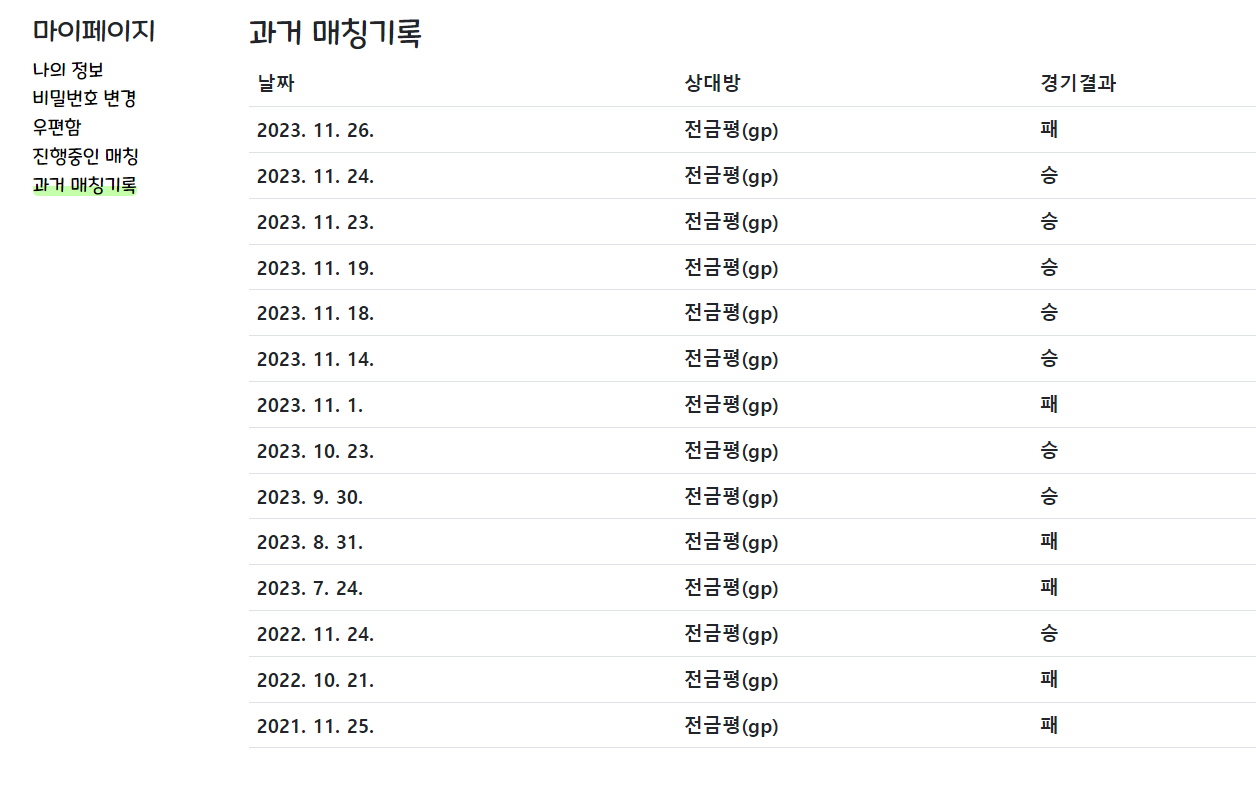 마이페이지
나의 정보
비밀번호 변경
우편함
진행중인 매칭
과거 매칭기록
과거 매칭기록
날짜 상대방 경기결과
2023. 11. 26. 전금평(gp) 패
2023. 11. 24. 전금평(gp) 승
2023. 11. 23. 전금평(gp) 승
2023. 11. 19. 전금평(gp) 승
2023. 11. 18. 전금평(gp) 승
2023. 11. 14. 전금평(gp) 승
2023. 11. 1. 전금평(gp) 패
2023. 10. 23. 전금평(gp) 승
2023. 9. 30. 전금평(gp) 승
2023. 8. 31. 전금평(gp) 패
2023. 7. 24. 전금평(gp) 패
2022. 11. 24. 전금평(gp) 승
2022. 10. 21. 전금평(gp) 패
2021. 11. 25. 전금평(gp) 패